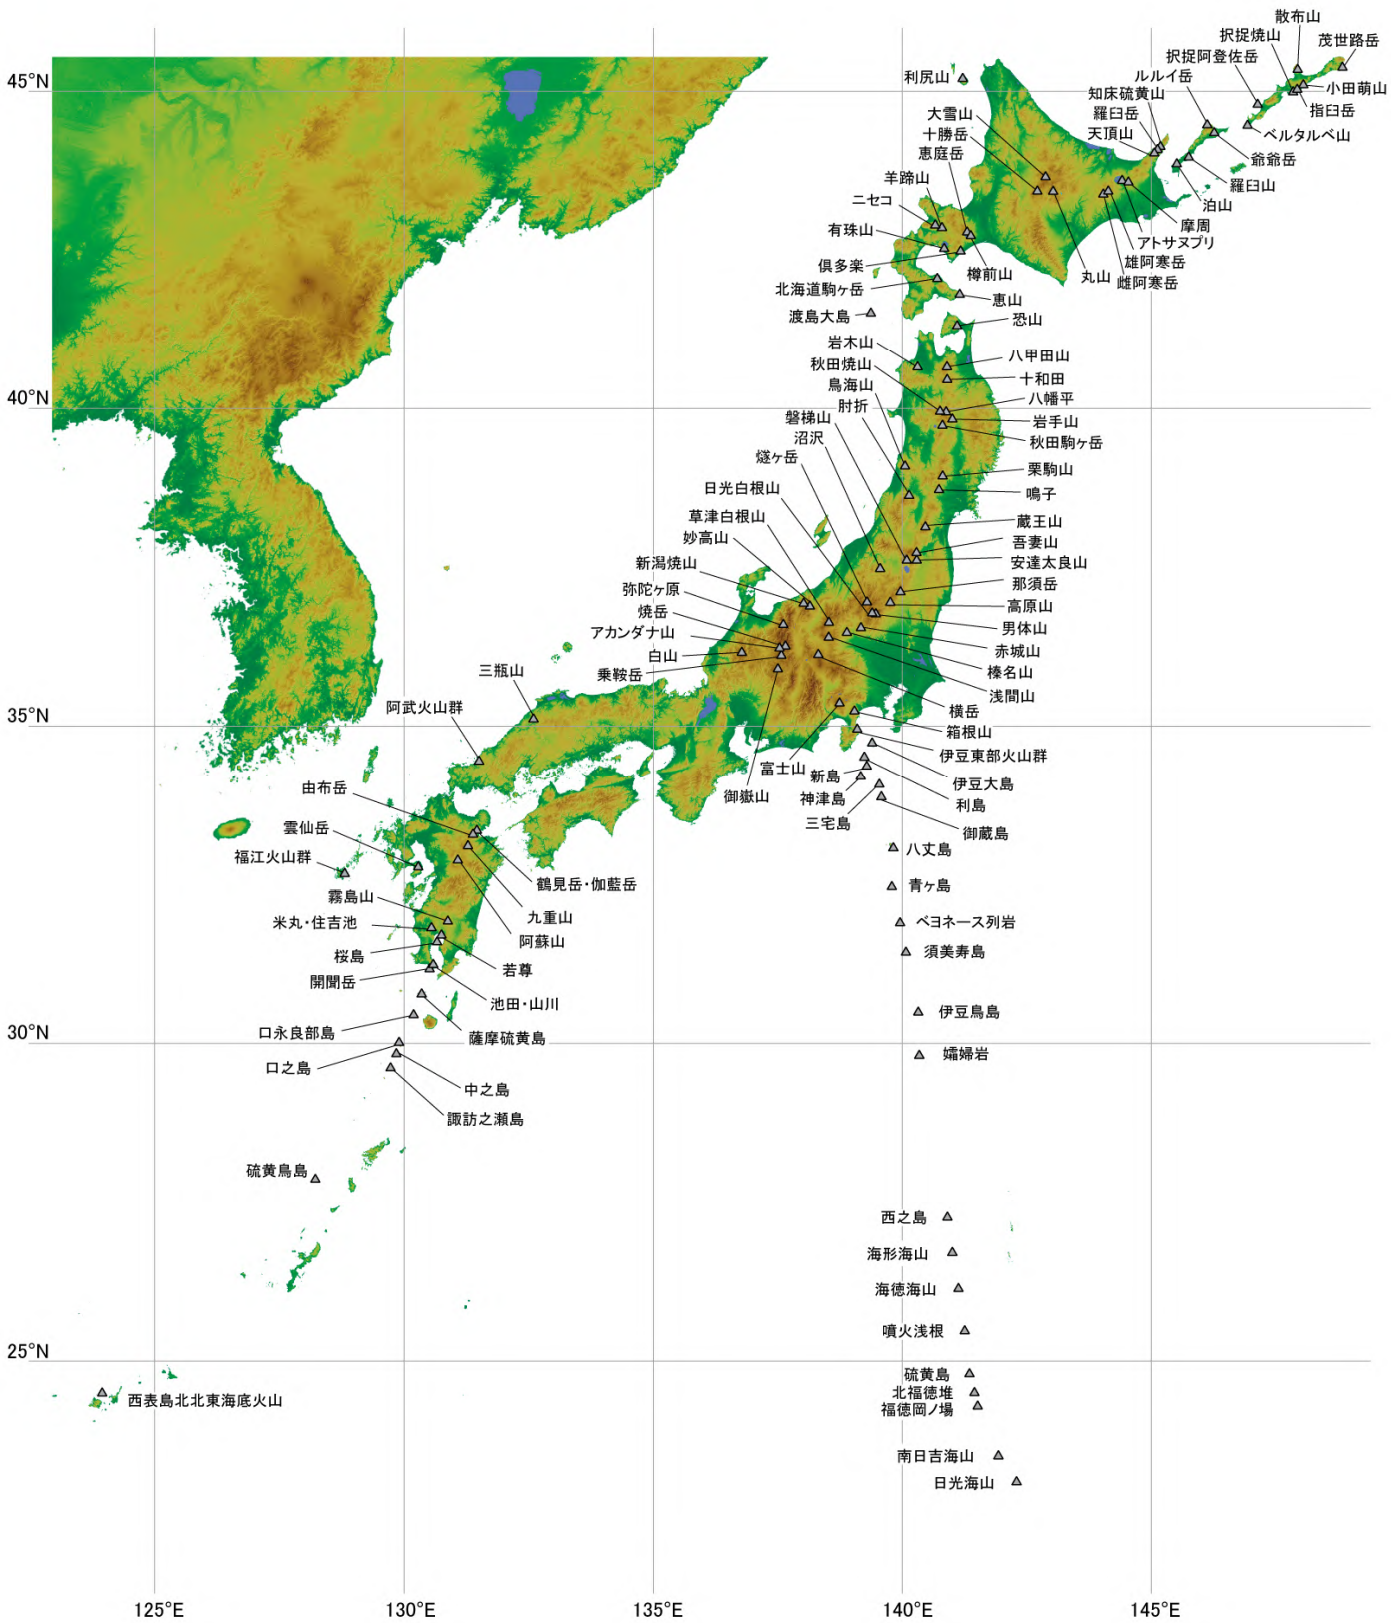 散布山
択捉焼山
茂世路岳
択捉阿登佐岳
ルルイ岳
小田萌山
指臼岳
45°N
利尻山
知床硫黄山
羅臼岳
天頂山
ベルタルベ山
爺爺岳
大雪山
十勝岳
恵庭岳
羅臼山
羊蹄山
泊山
ニセコ
摩周
有珠山
アトサヌプリ
雄阿寒岳
倶多楽
樽前山
丸山
雌阿寒岳
北海道駒ヶ岳
恵山
渡島大島
恐山
岩木山
八甲田山
秋田焼山
十和田
鳥海山
八幡平
肘折
40°N
磐梯山
岩手山
沼沢
秋田駒ヶ岳
燧ヶ岳
栗駒山
日光白根山
鳴子
草津白根山
蔵王山
妙高山
吾妻山
新潟焼山
安達太良山
弥陀ヶ原
那須岳
焼岳
高原山
アカンダナ山
男体山
白山
赤城山
乗鞍岳
榛名山
三瓶山
浅間山
阿武火山群
横岳
35°N
箱根山
伊豆東部火山群
富士山
新島
伊豆大島
由布岳
御嶽山
神津島
利島
三宅島
雲仙岳
御蔵島
福江火山群
八丈島
鶴見岳・伽藍岳
青ヶ島
霧島山
九重山
米丸・住吉池
ベヨネース列岩
阿蘇山
桜島
須美寿島
若尊
開聞岳
池田・山川
伊豆鳥島
口永良部島
薩摩硫黄島
30°N
孀婦岩
口之島
中之島
諏訪之瀬島
硫黄鳥島
西之島
海形海山
海徳海山
噴火浅根
25°N
硫黄島
北福徳堆
西表島北北東海底火山
福徳岡ノ場
南日吉海山
日光海山
125°E
130°E
135°E
140°E
145°E